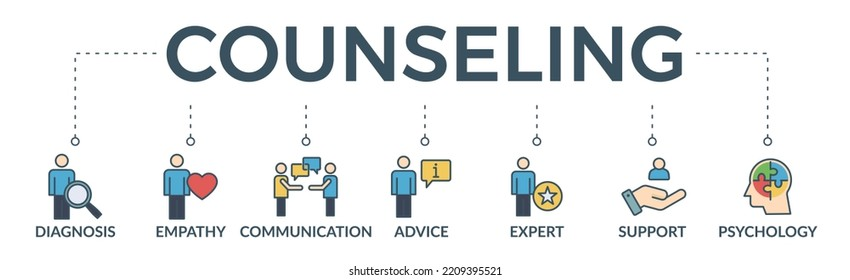 COUNSELING
i
DIAGNOSIS EMPATHY COMMUNICATION ADVICE EXPERT SUPPORT PSYCHOLOGY
shutterstock.com · 2209395521